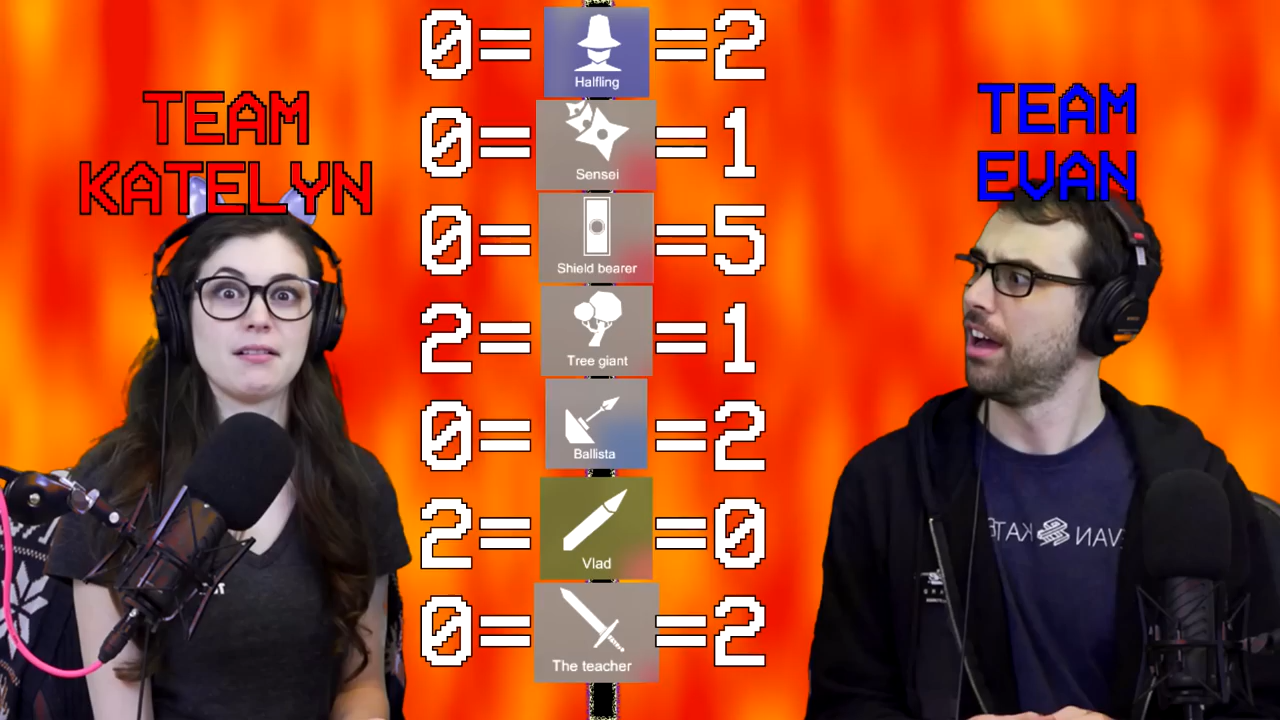 TEAM
KATELYN
TEAM
EVAN
0= Halfling =2
0= Sensei =1
0= Shield bearer =5
2= Tree giant =1
0= Ballista =2
2= Vlad =0
0= The teacher =2